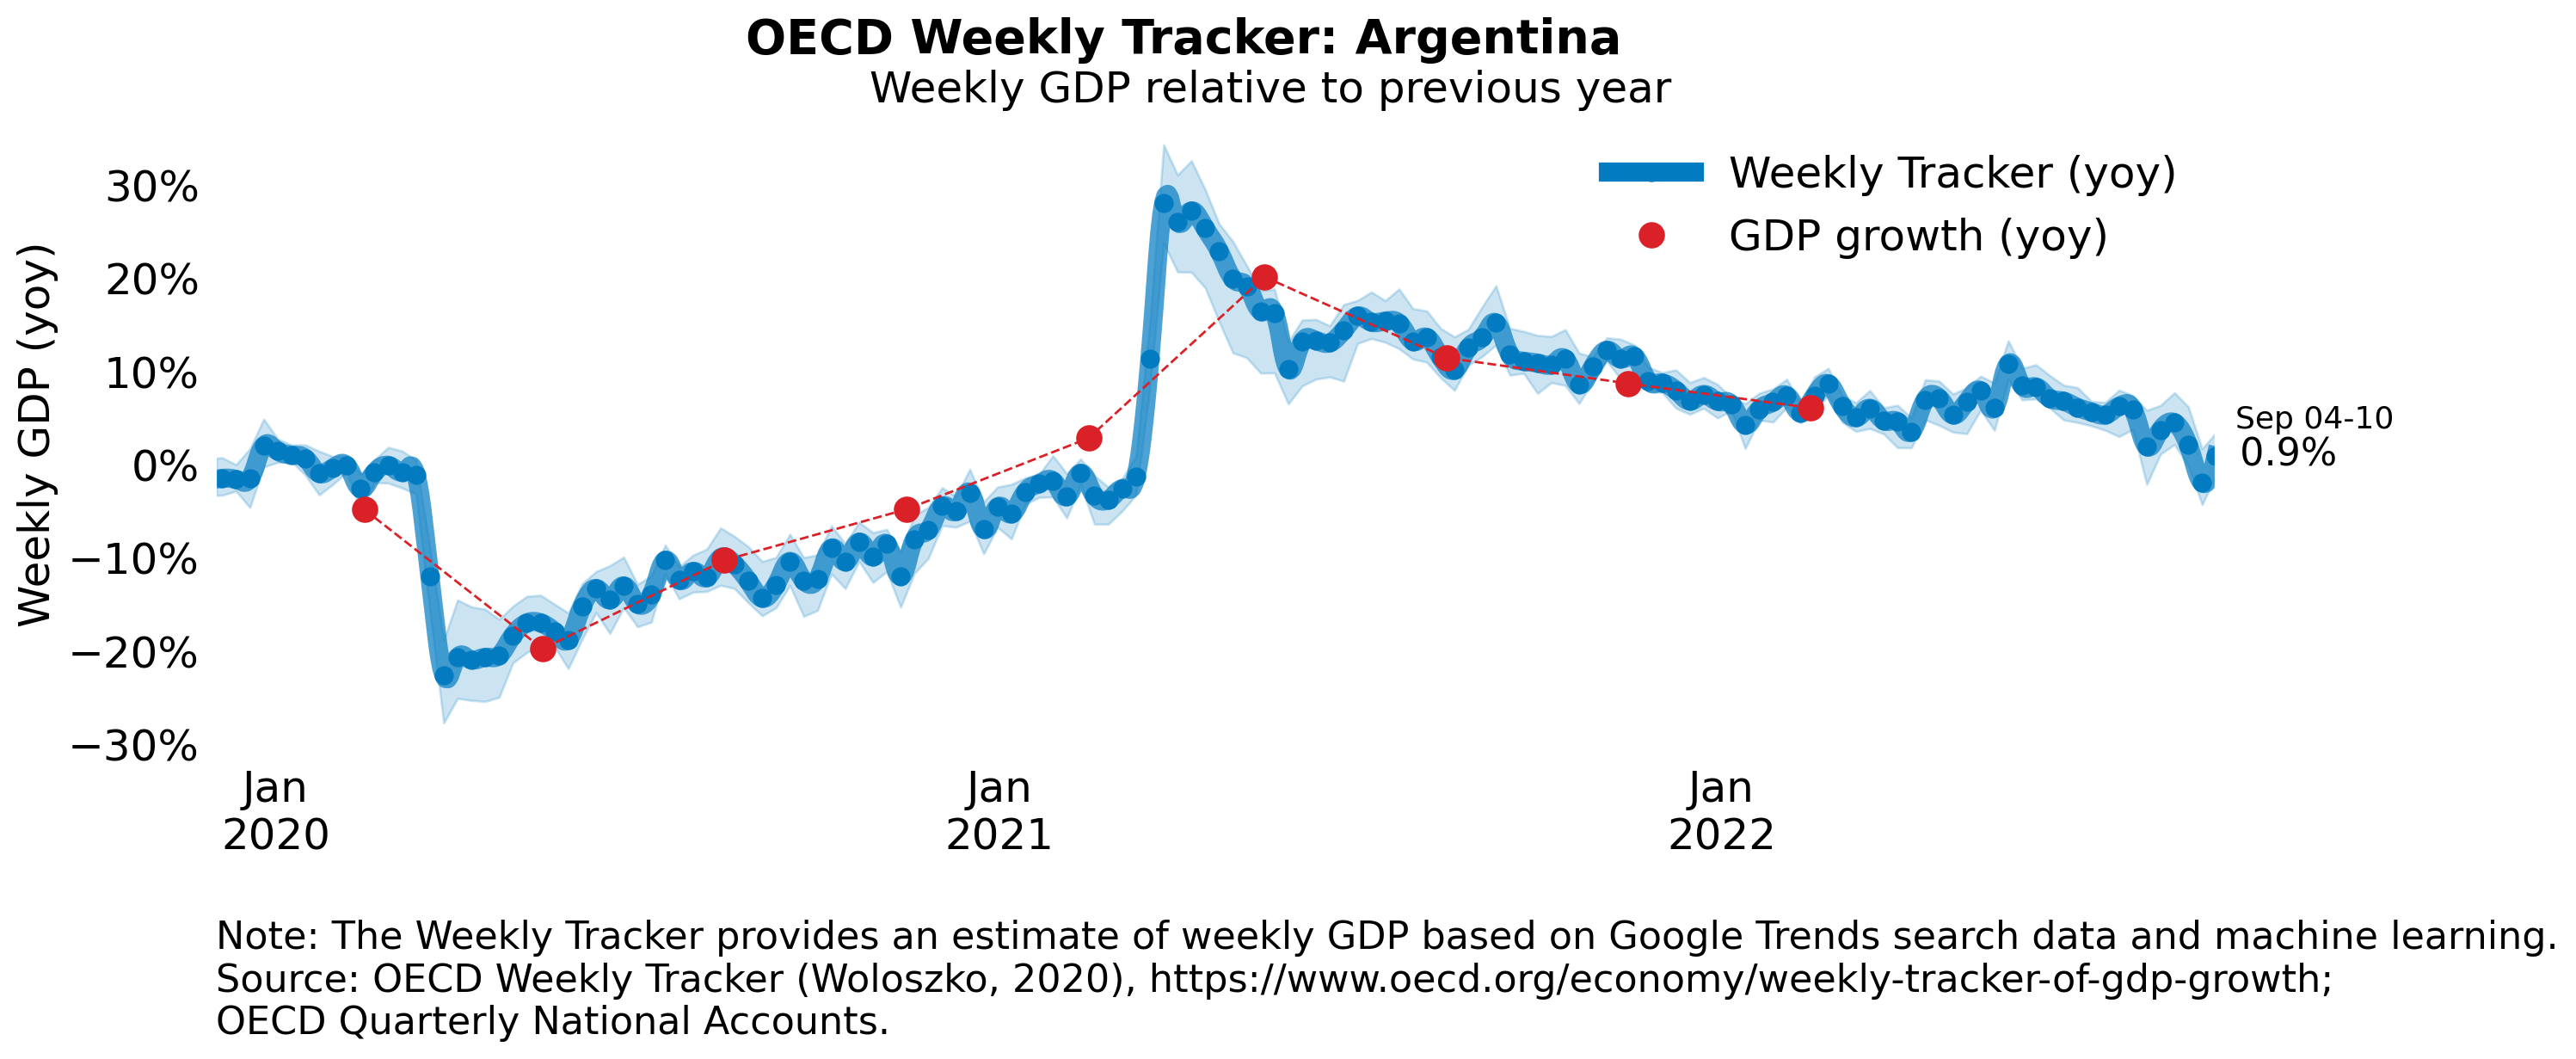 OECD Weekly Tracker: Argentina
Weekly GDP relative to previous year
Weekly Tracker (yoy)
GDP growth (yoy)
Weekly GDP (yoy)
30%
20%
10%
0%
−10%
−20%
−30%
Sep 04-10
0.9%
Jan
2020
Jan
2021
Jan
2022
Note: The Weekly Tracker provides an estimate of weekly GDP based on Google Trends search data and machine learning.
Source: OECD Weekly Tracker (Woloszko, 2020), https://www.oecd.org/economy/weekly-tracker-of-gdp-growth;
OECD Quarterly National Accounts.